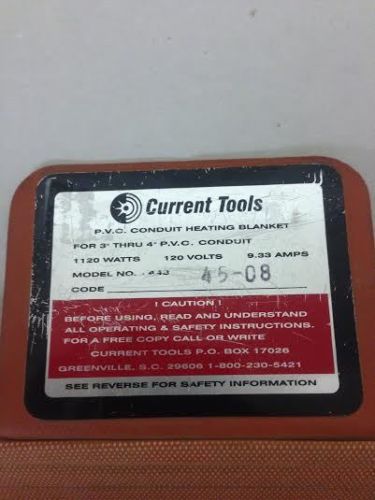 Current Tools
P.V.C. CONDUIT HEATING BLANKET
FOR 3" THRU 4" P.V.C. CONDUIT
1120 WATTS 120 VOLTS 9.33 AMPS
MODEL NO.
CODE 45-08
! CAUTION !
BEFORE USING, READ AND UNDERSTAND
ALL OPERATING & SAFETY INSTRUCTIONS.
FOR A FREE COPY CALL OR WRITE
CURRENT TOOLS P.O. BOX 17026
GREENVILLE, S.C. 29606 1-800-230-5421
SEE REVERSE FOR SAFETY INFORMATION